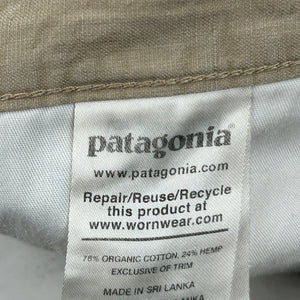 patagonia®
www.patagonia.com
Repair/Reuse/Recycle
this product at
www.wornwear.com
76% ORGANIC COTTON, 24% HEMP
EXCLUSIVE OF TRIM
MADE IN SRI LANKA
LANKA